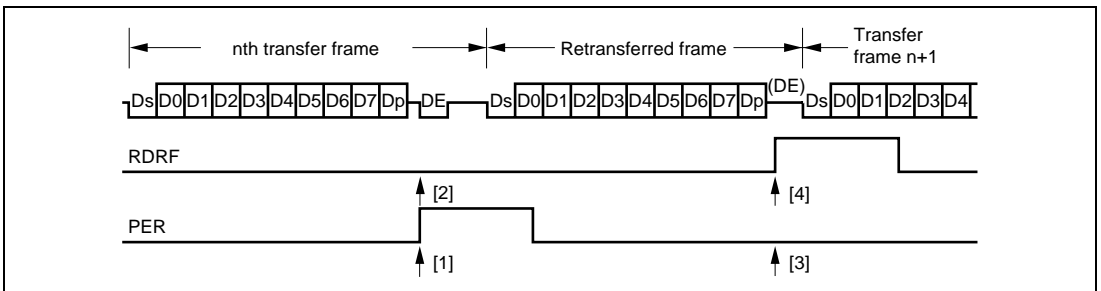 nth transfer frame
Retransferred frame
Transfer
frame n+1
Ds D0 D1 D2 D3 D4 D5 D6 D7 Dp DE
Ds D0 D1 D2 D3 D4 D5 D6 D7 Dp (DE)
Ds D0 D1 D2 D3 D4
RDRF
[2]
[4]
PER
[1]
[3]